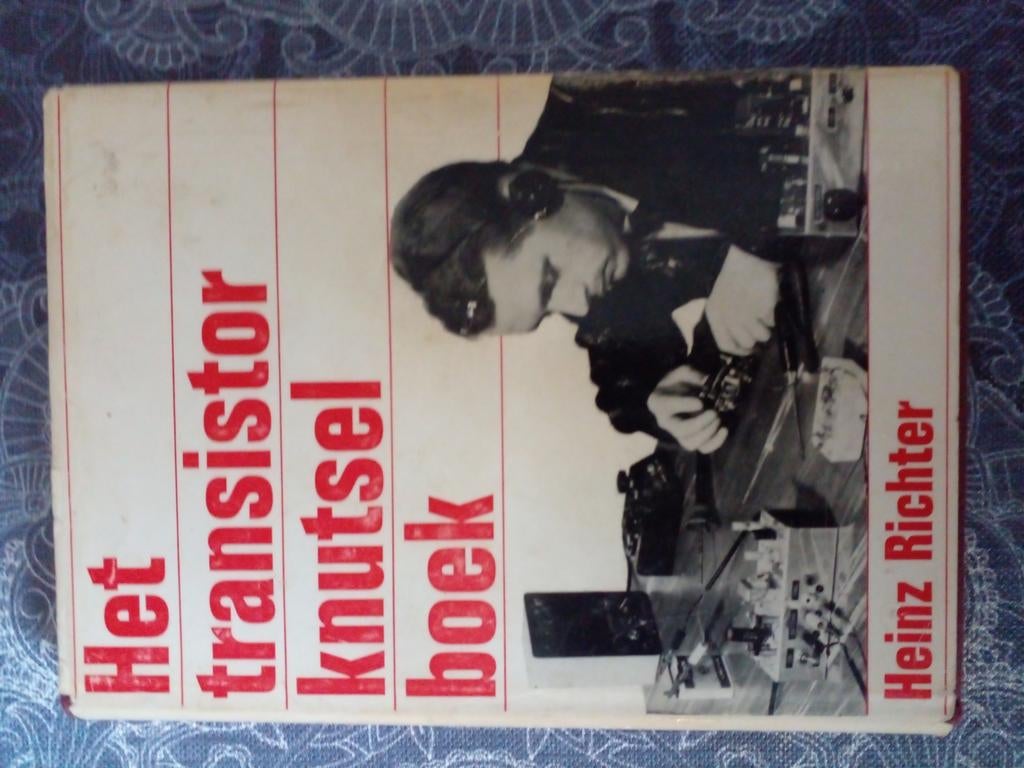 Het
transistor
knutsel
boek
Heinz Richter